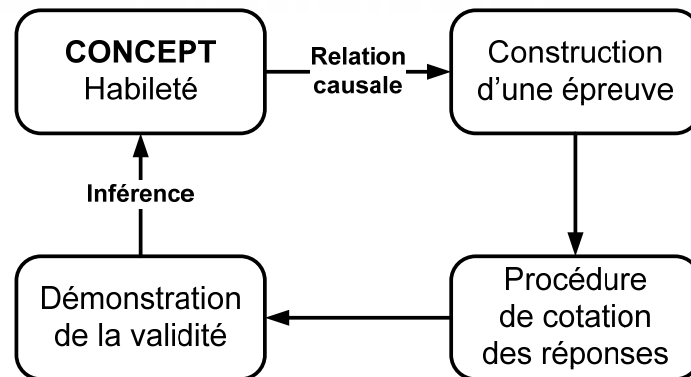 CONCEPT
Habileté
Relation
causale
Construction
d’une épreuve
Inférence
Démonstration
de la validité
Procédure
de cotation
des réponses